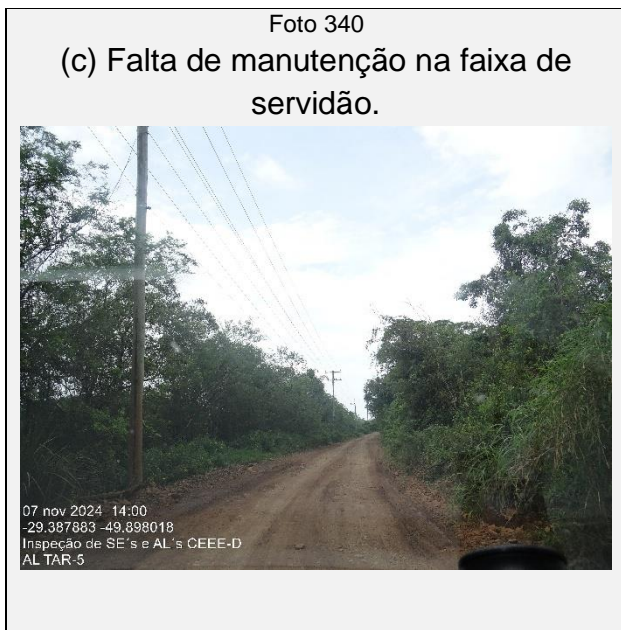 Foto 340
(c) Falta de manutenção na faixa de
servidão.
07 nov 2024 14:00
-29.387883 -49.898018
Inspeção de SE´s e AL´s CEEE-D
AL TAR-5